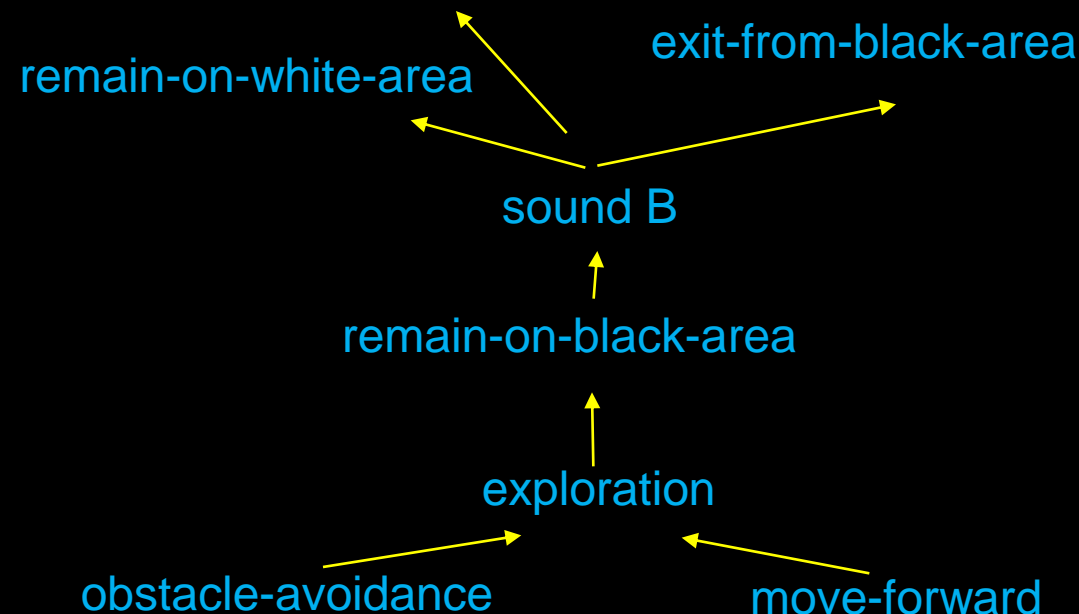 exit-from-black-area
remain-on-white-area
sound B
remain-on-black-area
exploration
obstacle-avoidance
move-forward